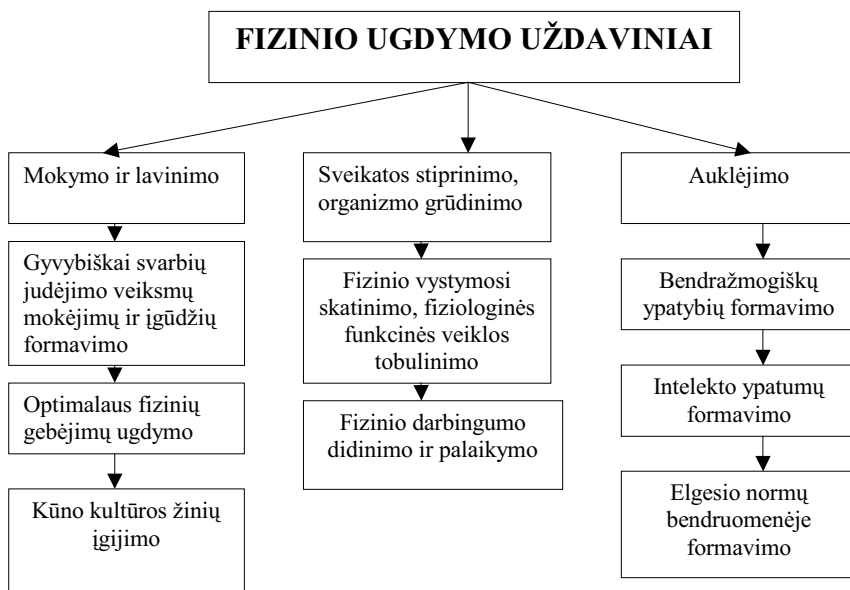 FIZINIO UGDYMO UŽDAVINIAI
Mokymo ir lavinimo
Sveikatos stiprinimo,
organizmo grūdinimo
Auklėjimo
Gyvybiškai svarbių
judėjimo veiksmų
mokėjimų ir įgūdžių
formavimo
Fizinio vystymosi
skatinimo, fiziologinės
funkcinės veiklos
tobulinimo
Bendražmogiškų
ypatybių formavimo
Optimalaus fizinių
gebėjimų ugdymo
Fizinio darbingumo
didinimo ir palaikymo
Intelekto ypatumų
formavimo
Kūno kultūros žinių
įgijimo
Elgesio normų
bendruomenėje
formavimo